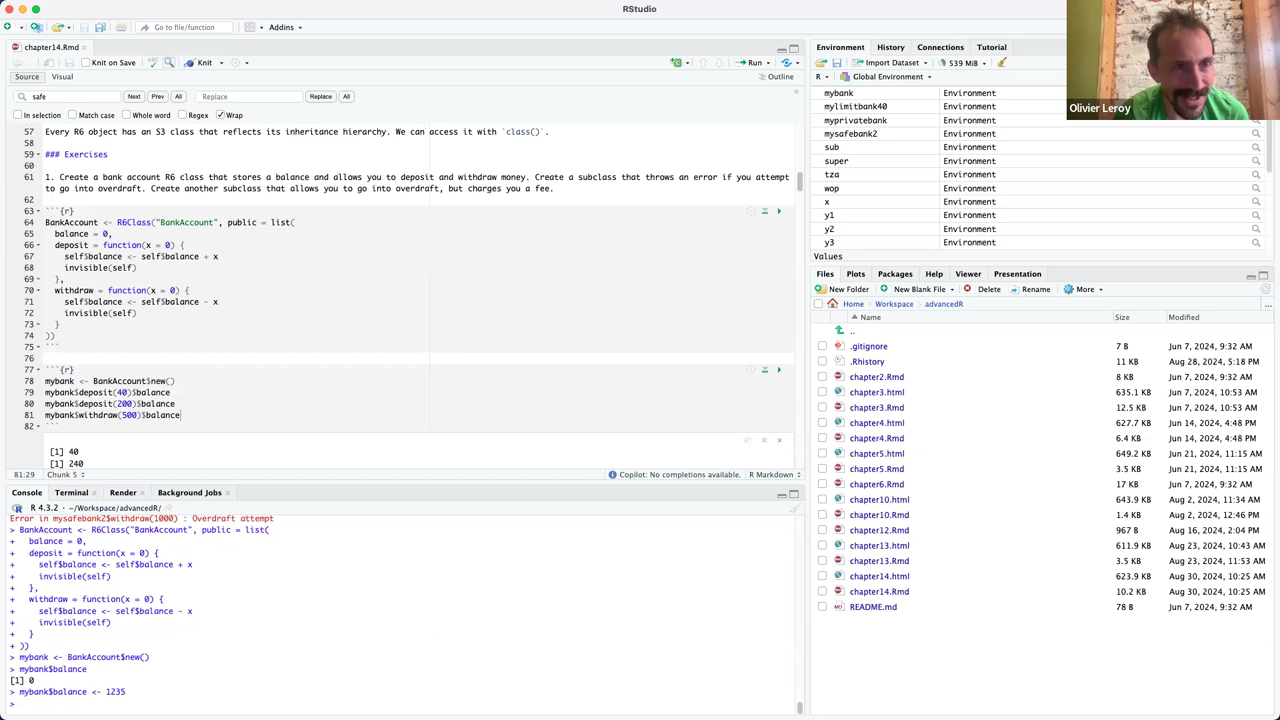 RStudio
Go to file/function
Addins
chapter14.Rmd
Knit on Save
Knit
Run
Source
Visual
Outline
safe
Next
Prev
All
Replace
Replace
All
In selection
Match case
Whole word
Regex
Wrap
57 Every R6 object has an S3 class that reflects its inheritance hierarchy. We can access it with `class()`.
58
59 ### Exercises
60
61 1. Create a bank account R6 class that stores a balance and allows you to deposit and withdraw money. Create a subclass that throws an error if you attempt
to go into overdraft. Create another subclass that allows you to go into overdraft, but charges you a fee.
62
63 ```{r}
64 BankAccount <- R6Class("BankAccount", public = list(
65 balance = 0,
66 deposit = function(x = 0) {
67 self$balance <- self$balance + x
68 invisible(self)
69 },
70 withdraw = function(x = 0) {
71 self$balance <- self$balance - x
72 invisible(self)
73 }
74 ))
75 ```
76
77 ```{r}
78 mybank <- BankAccount$new()
79 mybank$deposit(40)$balance
80 mybank$deposit(200)$balance
81 mybank$withdraw(500)$balance
82 ```
[1] 40
[1] 240
81:29
Chunk 5
Copilot: No completions available.
R Markdown
Console
Terminal
Render
Background Jobs
R 4.3.2 · ~/Workspace/advancedR/
Error in mysafebank2$withdraw(1000) : Overdraft attempt
> BankAccount <- R6Class("BankAccount", public = list(
+ balance = 0,
+ deposit = function(x = 0) {
+ self$balance <- self$balance + x
+ invisible(self)
+ },
+ withdraw = function(x = 0) {
+ self$balance <- self$balance - x
+ invisible(self)
+ }
+ ))
> mybank <- BankAccount$new()
> mybank$balance
[1] 0
> mybank$balance <- 1235
>
Environment
History
Connections
Tutorial
Import Dataset
539 MiB
R
Global Environment
mybank Environment
mylimitbank40 Environment
myprivatebank Environment
mysafebank2 Environment
sub Environment
super Environment
tza Environment
wop Environment
x Environment
y1 Environment
y2 Environment
y3 Environment
Values
Olivier Leroy
Files
Plots
Packages
Help
Viewer
Presentation
New Folder
New Blank File
Delete
Rename
More
Home
Workspace
advancedR
...
Name Size Modified
..
.gitignore 7 B Jun 7, 2024, 9:32 AM
.Rhistory 11 KB Aug 28, 2024, 5:18 PM
chapter2.Rmd 8 KB Jun 7, 2024, 9:32 AM
chapter3.html 635.1 KB Jun 7, 2024, 10:53 AM
chapter3.Rmd 12.5 KB Jun 7, 2024, 10:53 AM
chapter4.html 627.7 KB Jun 14, 2024, 4:48 PM
chapter4.Rmd 6.4 KB Jun 14, 2024, 4:48 PM
chapter5.html 649.2 KB Jun 21, 2024, 11:15 AM
chapter5.Rmd 3.5 KB Jun 21, 2024, 11:15 AM
chapter6.Rmd 17 KB Jun 7, 2024, 9:32 AM
chapter10.html 643.9 KB Aug 2, 2024, 11:34 AM
chapter10.Rmd 1.4 KB Aug 2, 2024, 12:46 PM
chapter12.Rmd 967 B Aug 16, 2024, 2:04 PM
chapter13.html 611.9 KB Aug 23, 2024, 10:43 AM
chapter13.Rmd 3.5 KB Aug 23, 2024, 11:53 AM
chapter14.html 623.9 KB Aug 30, 2024, 10:25 AM
chapter14.Rmd 10.2 KB Aug 30, 2024, 10:25 AM
README.md 78 B Jun 7, 2024, 9:32 AM